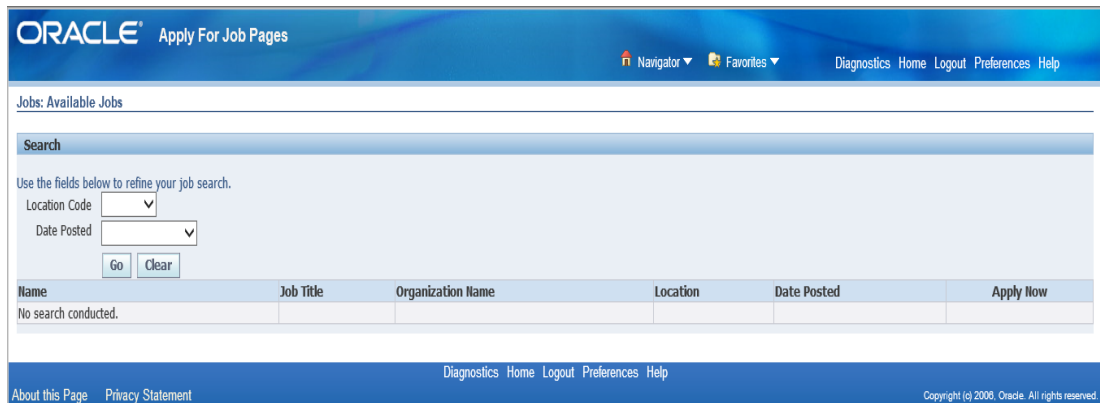 ORACLE® Apply For Job Pages
Navigator Favorites Diagnostics Home Logout Preferences Help
Jobs: Available Jobs
Search
Use the fields below to refine your job search.
Location Code
Date Posted
Go Clear
Name Job Title Organization Name Location Date Posted Apply Now
No search conducted.
Diagnostics Home Logout Preferences Help
About this Page Privacy Statement Copyright (c) 2006, Oracle. All rights reserved.